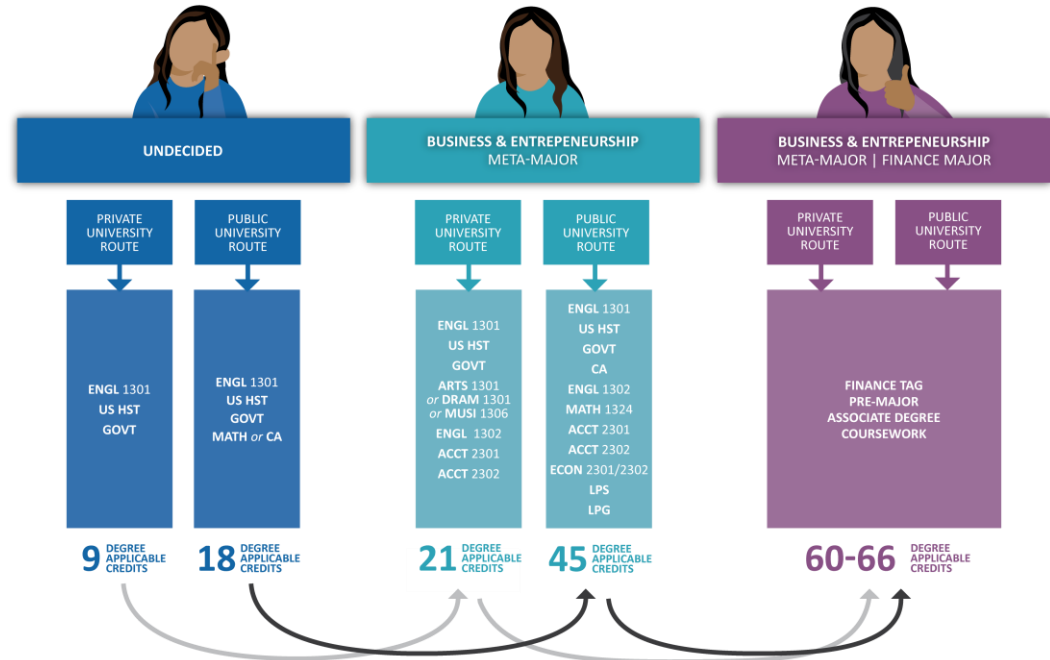 UNDECIDED
BUSINESS & ENTREPENEURSHIP
META-MAJOR
BUSINESS & ENTREPENEURSHIP
META-MAJOR | FINANCE MAJOR
PRIVATE
UNIVERSITY
ROUTE
PUBLIC
UNIVERSITY
ROUTE
PRIVATE
UNIVERSITY
ROUTE
PUBLIC
UNIVERSITY
ROUTE
PRIVATE
UNIVERSITY
ROUTE
PUBLIC
UNIVERSITY
ROUTE
ENGL 1301
US HST
GOVT
ENGL 1301
US HST
GOVT
MATH or CA
ENGL 1301
US HST
GOVT
ARTS 1301
or DRAM 1301
or MUSI 1306
ENGL 1302
ACCT 2301
ACCT 2302
ENGL 1301
US HST
GOVT
CA
ENGL 1302
MATH 1324
ACCT 2301
ACCT 2302
ECON 2301/2302
LPS
LPG
FINANCE TAG
PRE-MAJOR
ASSOCIATE DEGREE
COURSEWORK
9 DEGREE
APPLICABLE
CREDITS
18 DEGREE
APPLICABLE
CREDITS
21 DEGREE
APPLICABLE
CREDITS
45 DEGREE
APPLICABLE
CREDITS
60-66 DEGREE
APPLICABLE
CREDITS